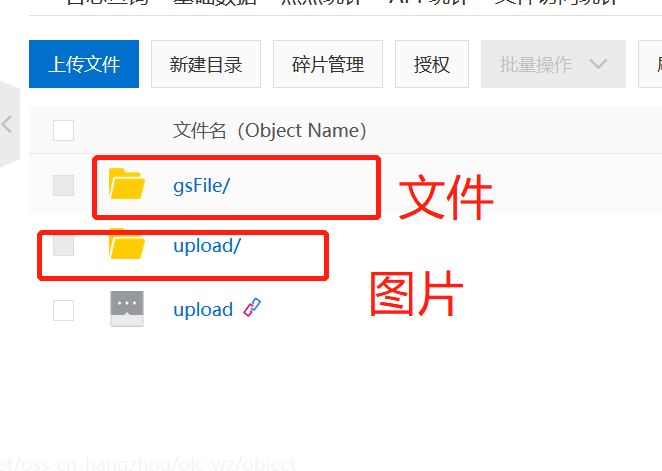 上传文件 新建目录 碎片管理 授权 批量操作
文件名（Object Name）
gsFile/ 文件
upload/
图片
upload
et/oss-cn-hangzhou/olc-wz/object